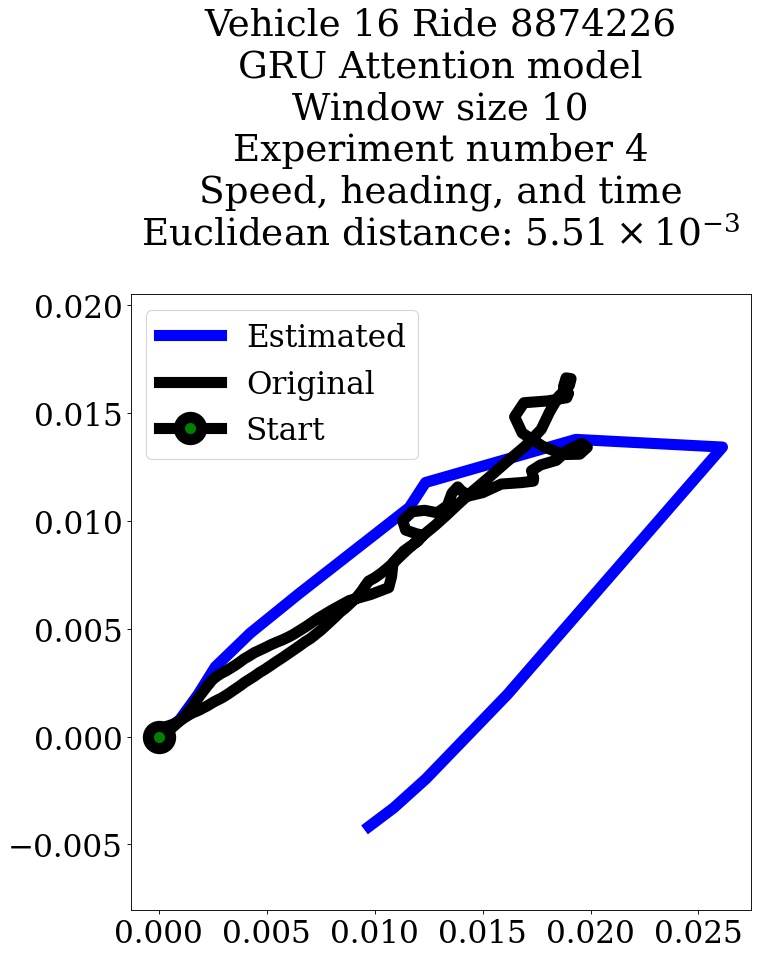 Vehicle 16 Ride 8874226
GRU Attention model
Window size 10
Experiment number 4
Speed, heading, and time
Euclidean distance: 5.51 × 10⁻³
0.020
Estimated
Original
Start
0.015
0.010
0.005
0.000
−0.005
0.000 0.005 0.010 0.015 0.020 0.025